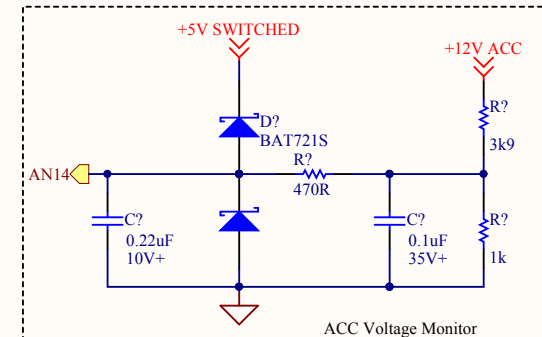 +5V SWITCHED
+12V ACC
D?
BAT721S
R?
3k9
AN14
R?
470R
C?
0.22uF
10V+
C?
0.1uF
35V+
R?
1k
ACC Voltage Monitor